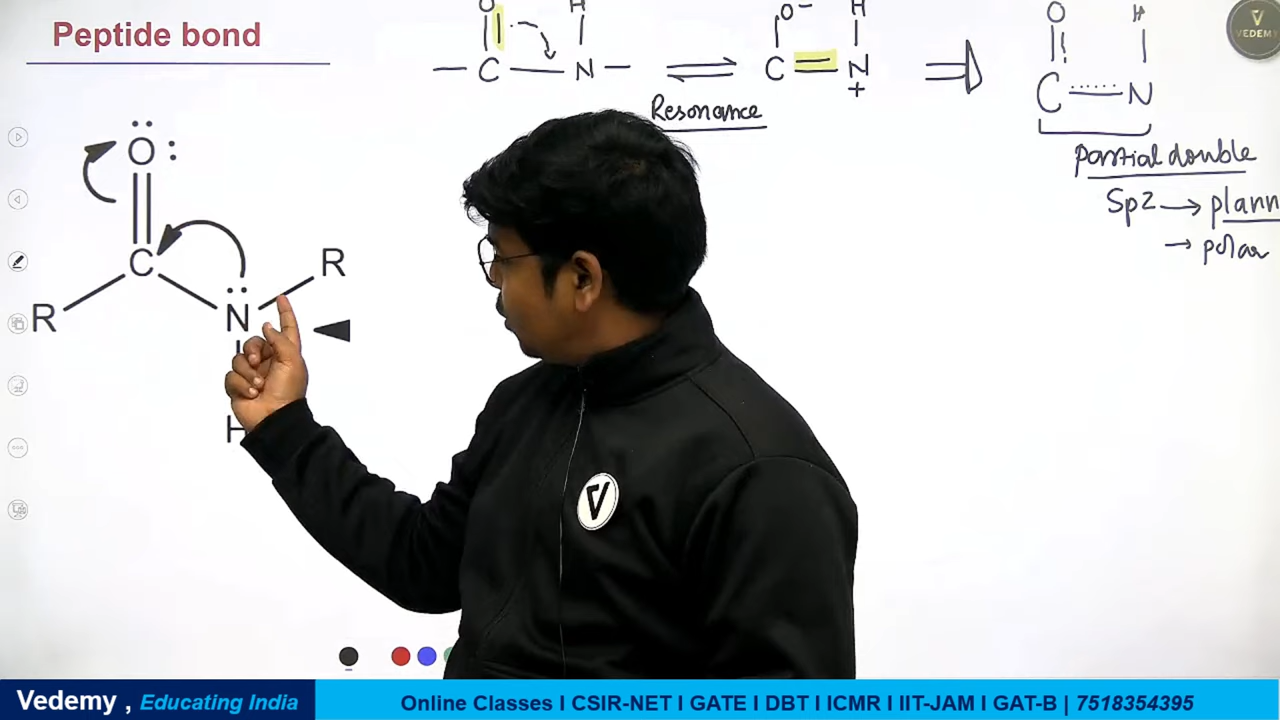 Peptide bond
O H
C N
O- H
C N
+
O H
C N
VEDEMY
Resonance
Partial double
Sp2 → plann
→ polar
O
C
R
N
R
H
Vedemy , Educating India
Online Classes I CSIR-NET I GATE I DBT I ICMR I IIT-JAM I GAT-B | 7518354395